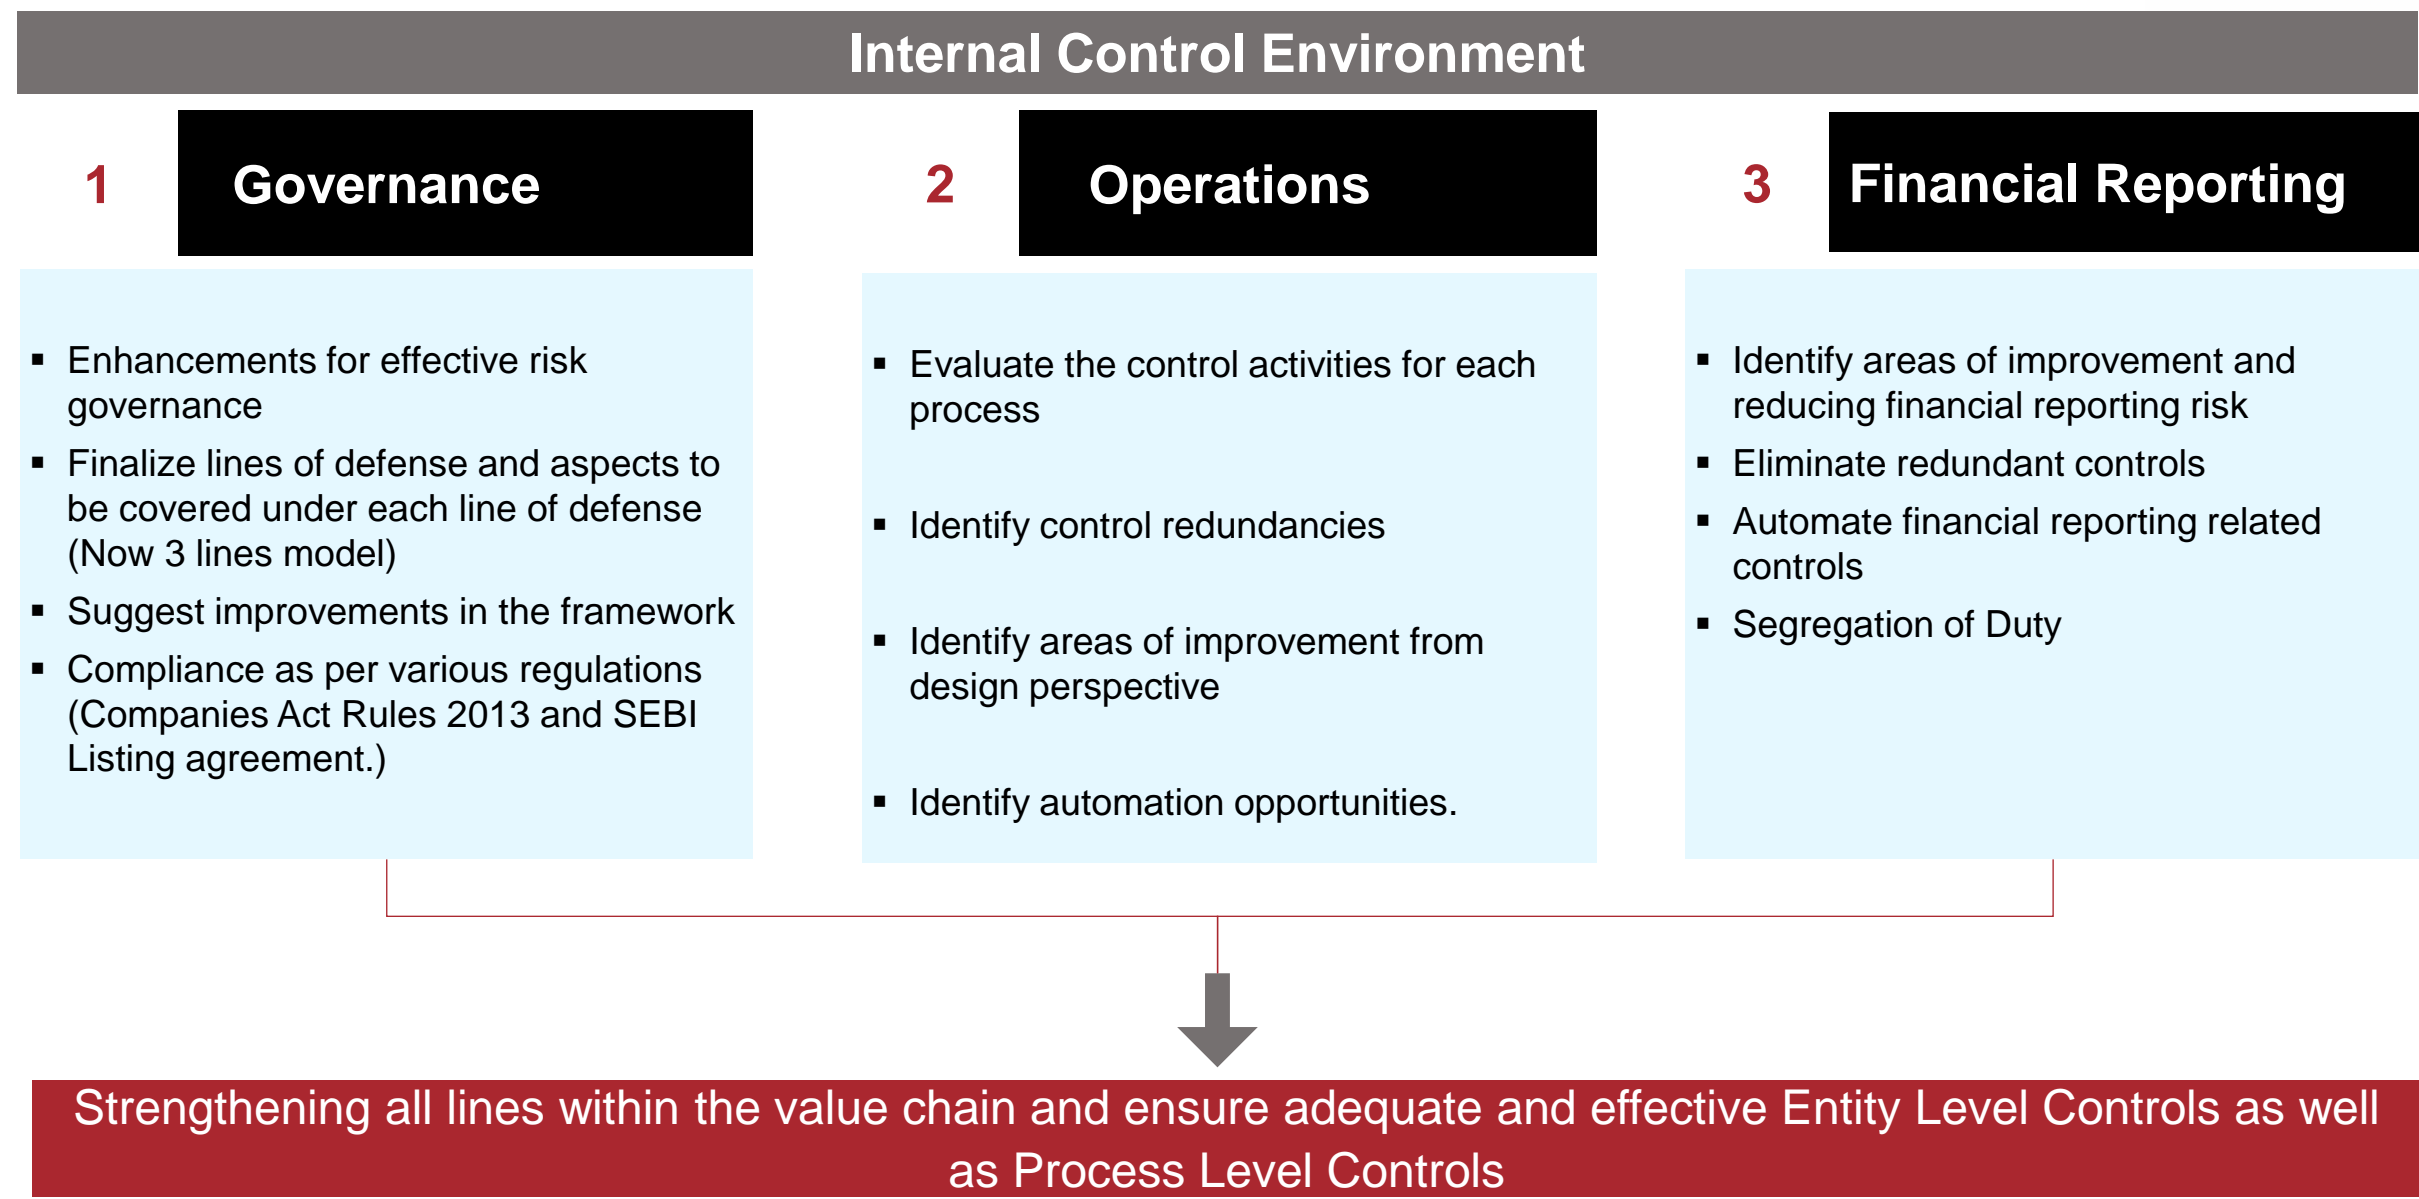 Internal Control Environment
1
Governance
▪ Enhancements for effective risk
governance
▪ Finalize lines of defense and aspects to
be covered under each line of defense
(Now 3 lines model)
▪ Suggest improvements in the framework
▪ Compliance as per various regulations
(Companies Act Rules 2013 and SEBI
Listing agreement.)
2
Operations
▪ Evaluate the control activities for each
process
▪ Identify control redundancies
▪ Identify areas of improvement from
design perspective
▪ Identify automation opportunities.
3
Financial Reporting
▪ Identify areas of improvement and
reducing financial reporting risk
▪ Eliminate redundant controls
▪ Automate financial reporting related
controls
▪ Segregation of Duty
Strengthening all lines within the value chain and ensure adequate and effective Entity Level Controls as well
as Process Level Controls